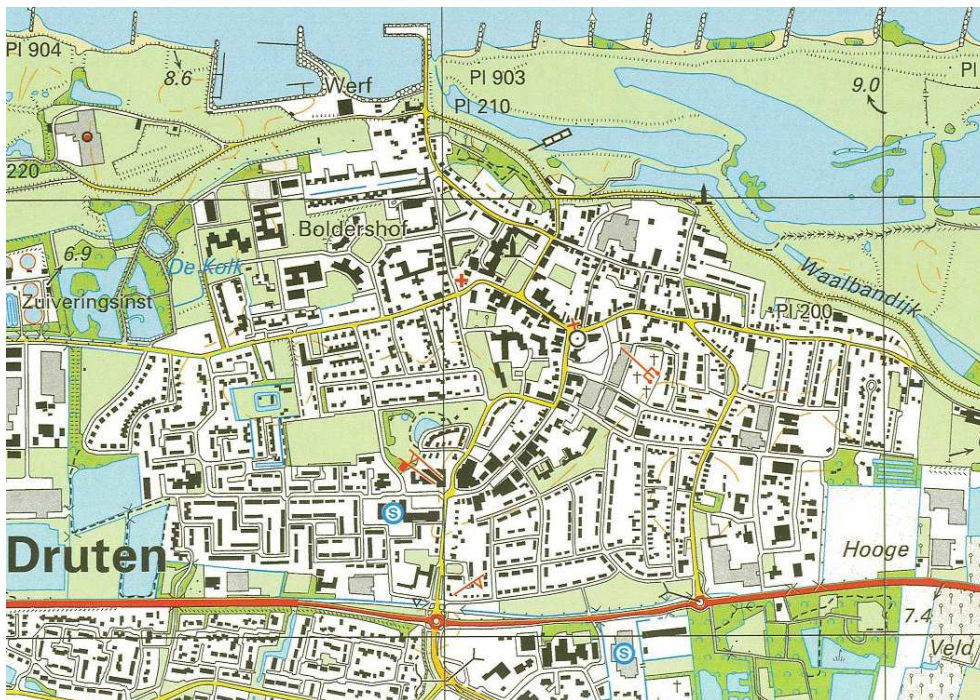 Pl 904
8.6
Werf
Pl 903
Pl 210
9.0
Pl
220
Boldershof
6.9
De Kolk
Zuiveringsinst
Waalbandijk
Pl 200
S
Druten
Hooge
7.4
Veld
S